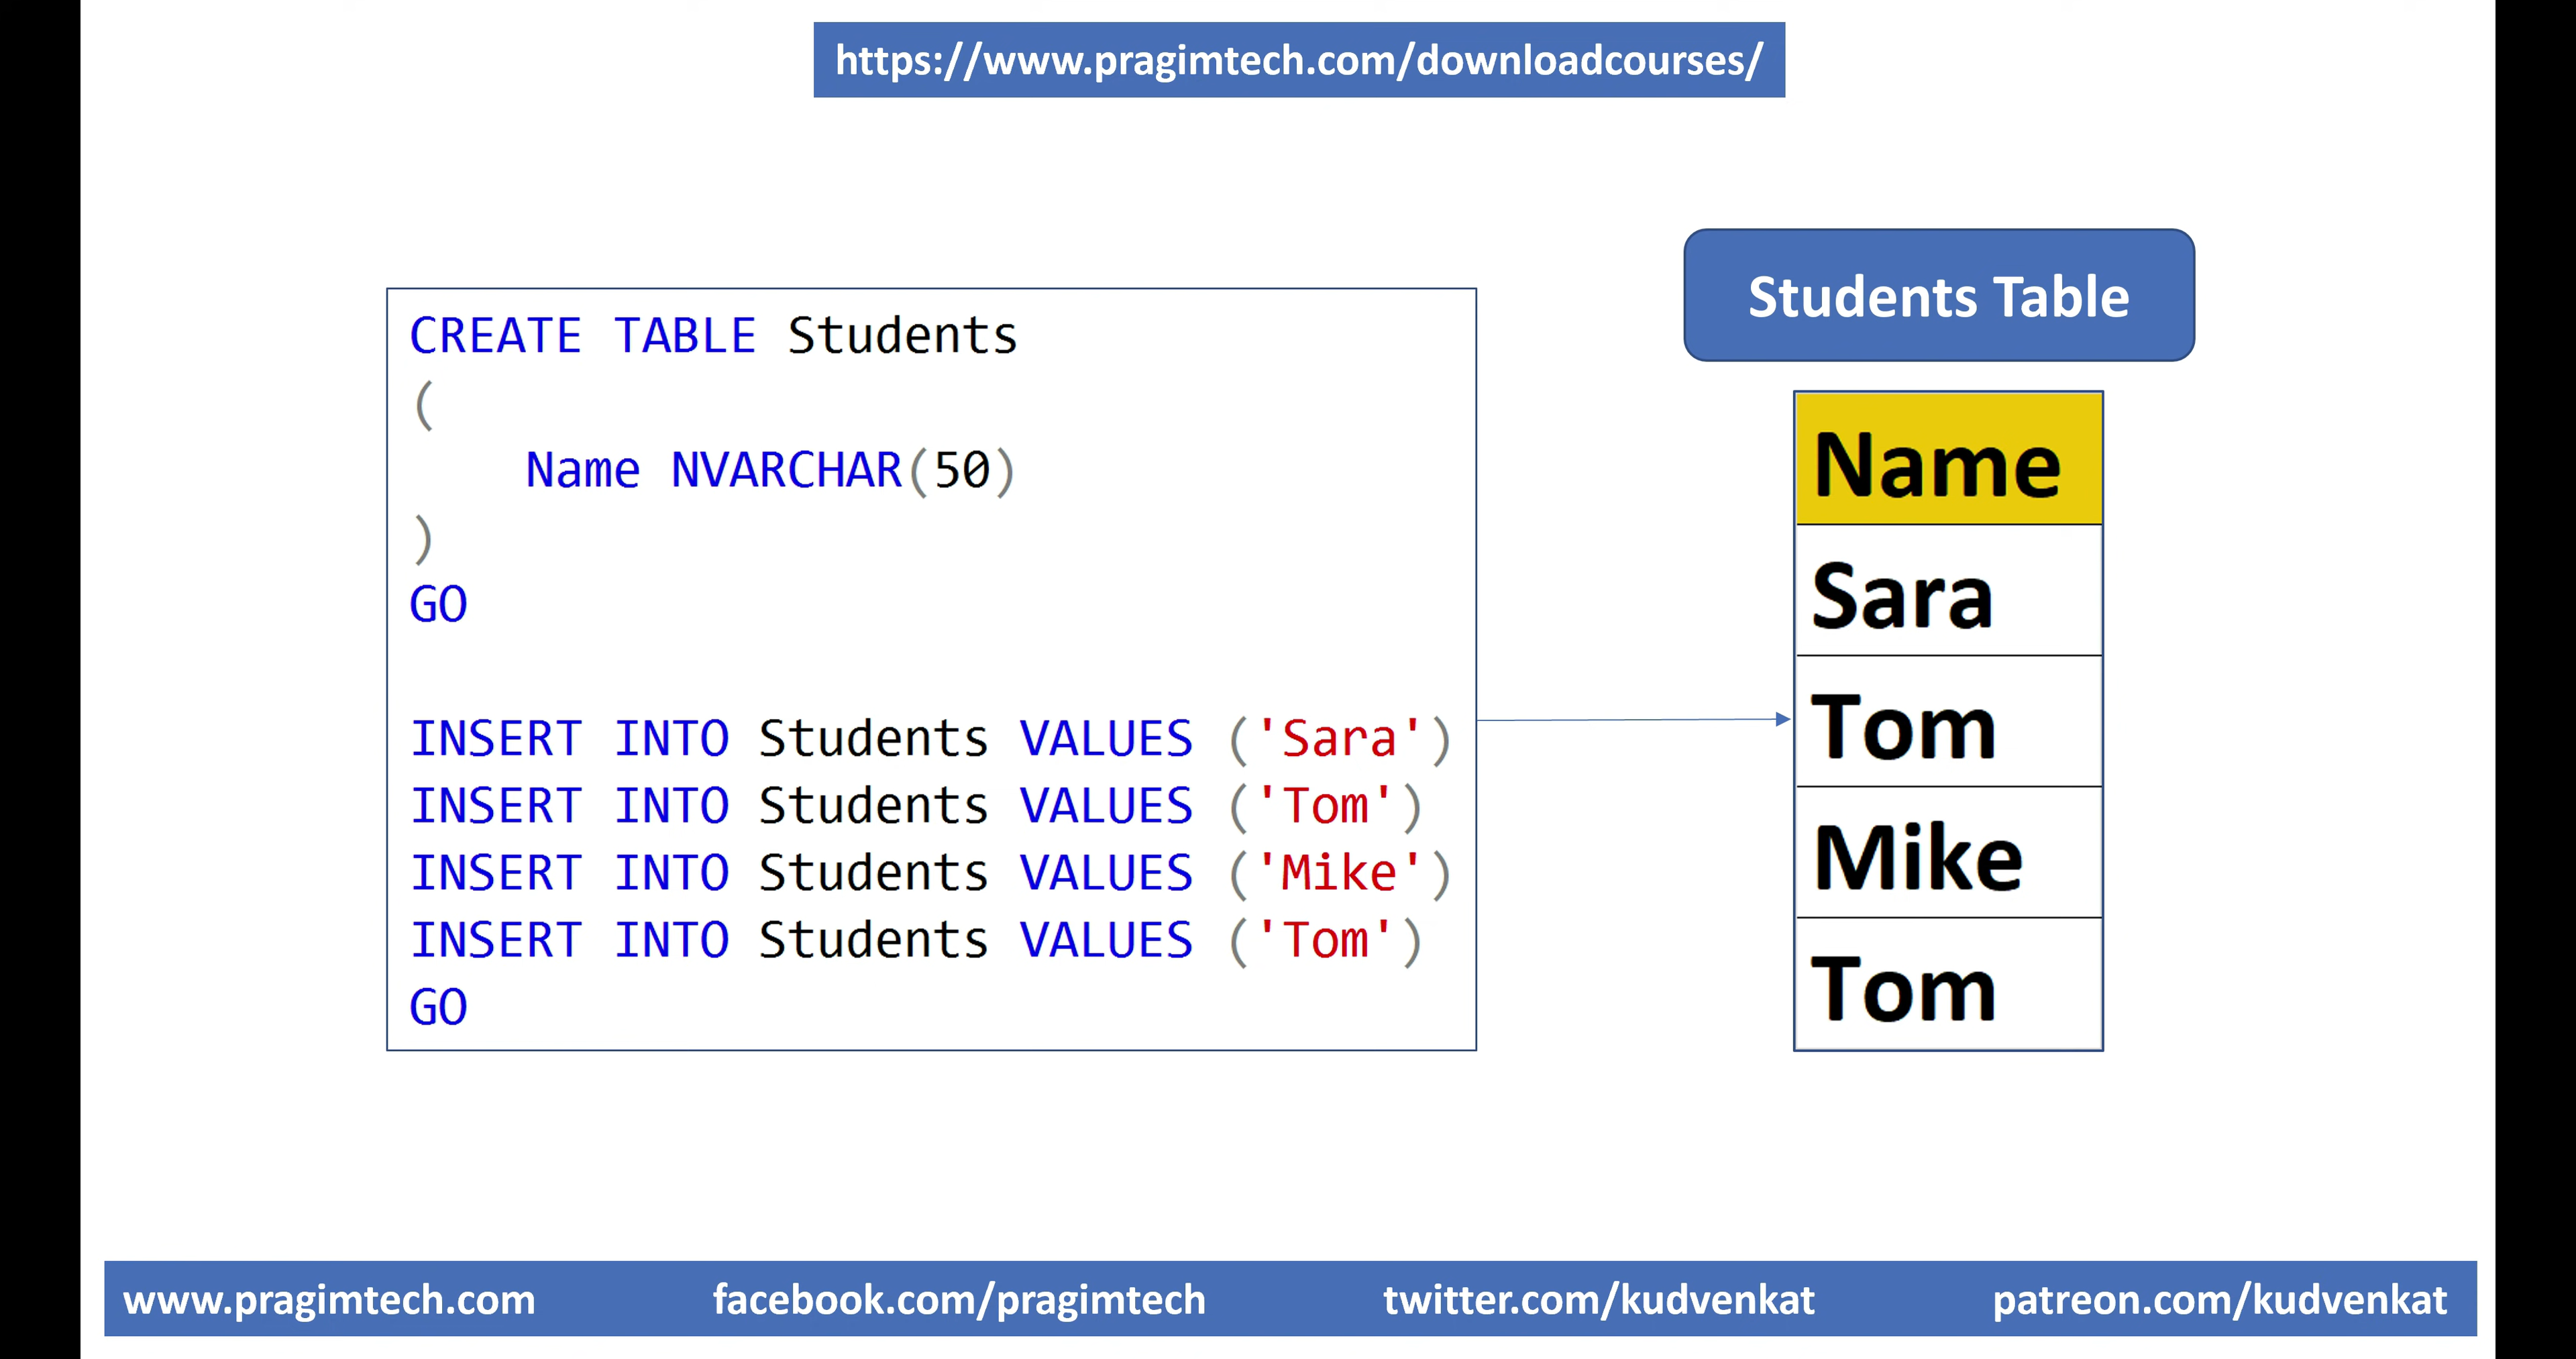 https://www.pragimtech.com/downloadcourses/
CREATE TABLE Students
(
    Name NVARCHAR(50)
)
GO
INSERT INTO Students VALUES ('Sara')
INSERT INTO Students VALUES ('Tom')
INSERT INTO Students VALUES ('Mike')
INSERT INTO Students VALUES ('Tom')
GO
Students Table
Name
Sara
Tom
Mike
Tom
www.pragimtech.com facebook.com/pragimtech twitter.com/kudvenkat patreon.com/kudvenkat